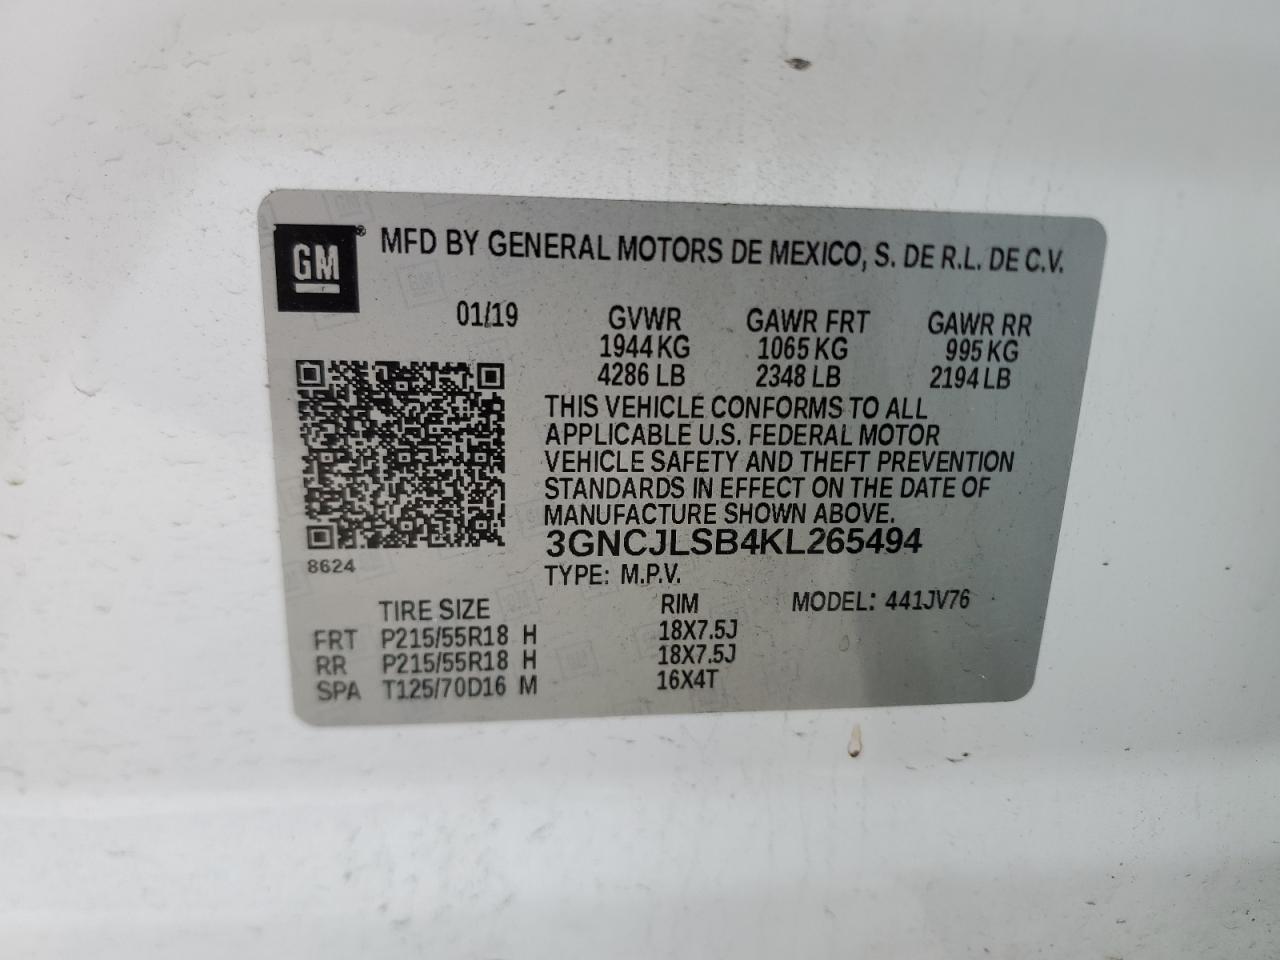 GM® MFD BY GENERAL MOTORS DE MEXICO, S. DE R.L. DE C.V.
01/19 GVWR GAWR FRT GAWR RR
1944 KG 1065 KG 995 KG
4286 LB 2348 LB 2194 LB
THIS VEHICLE CONFORMS TO ALL
APPLICABLE U.S. FEDERAL MOTOR
VEHICLE SAFETY AND THEFT PREVENTION
STANDARDS IN EFFECT ON THE DATE OF
MANUFACTURE SHOWN ABOVE.
3GNCJLSB4KL265494
8624
TYPE: M.P.V.
TIRE SIZE RIM MODEL: 441JV76
FRT P215/55R18 H 18X7.5J
RR P215/55R18 H 18X7.5J
SPA T125/70D16 M 16X4T